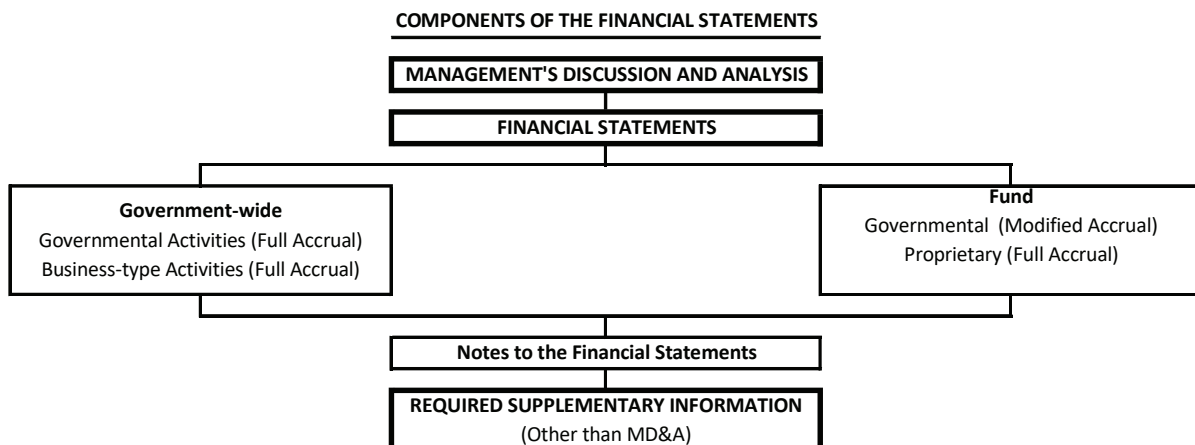 COMPONENTS OF THE FINANCIAL STATEMENTS
MANAGEMENT'S DISCUSSION AND ANALYSIS
FINANCIAL STATEMENTS
Government-wide
Governmental Activities (Full Accrual)
Business-type Activities (Full Accrual)
Fund
Governmental (Modified Accrual)
Proprietary (Full Accrual)
Notes to the Financial Statements
REQUIRED SUPPLEMENTARY INFORMATION
(Other than MD&A)